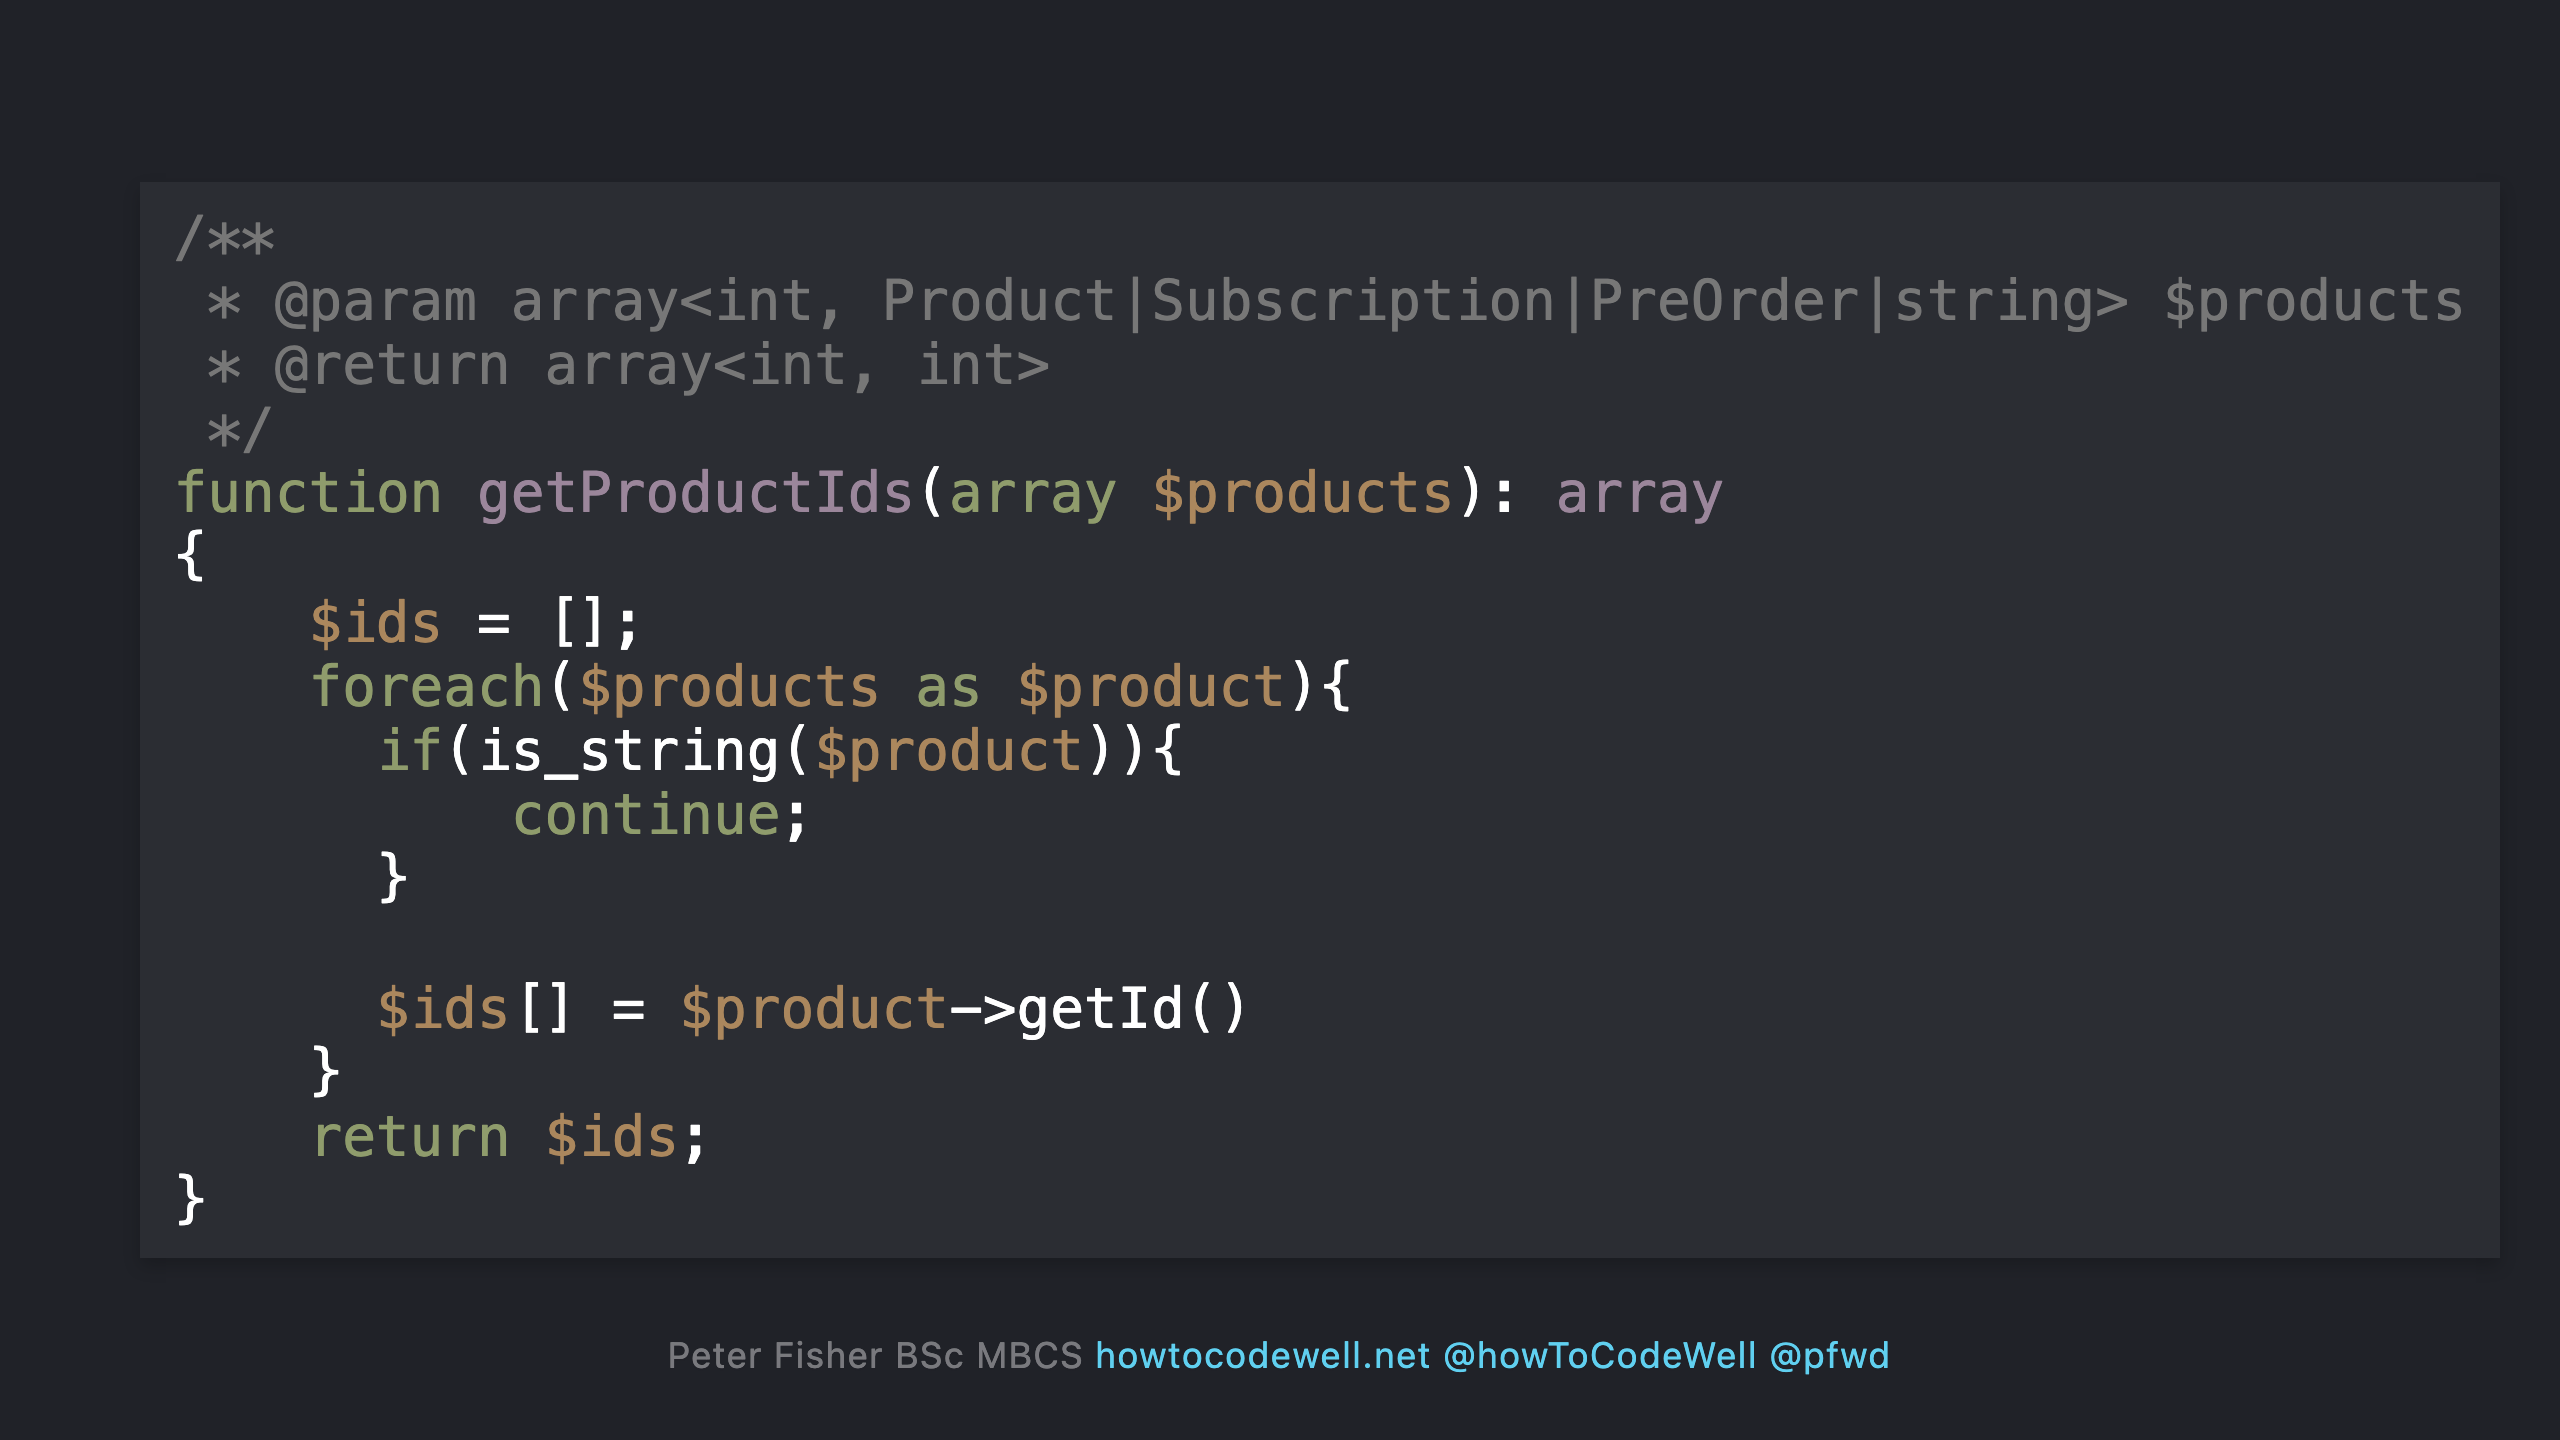 /**
 * @param array<int, Product|Subscription|PreOrder|string> $products
 * @return array<int, int>
 */
function getProductIds(array $products): array
{
    $ids = [];
    foreach($products as $product){
      if(is_string($product)){
          continue;
      }

      $ids[] = $product->getId()
    }
    return $ids;
}
Peter Fisher BSc MBCS howtocodewell.net @howToCodeWell @pfwd